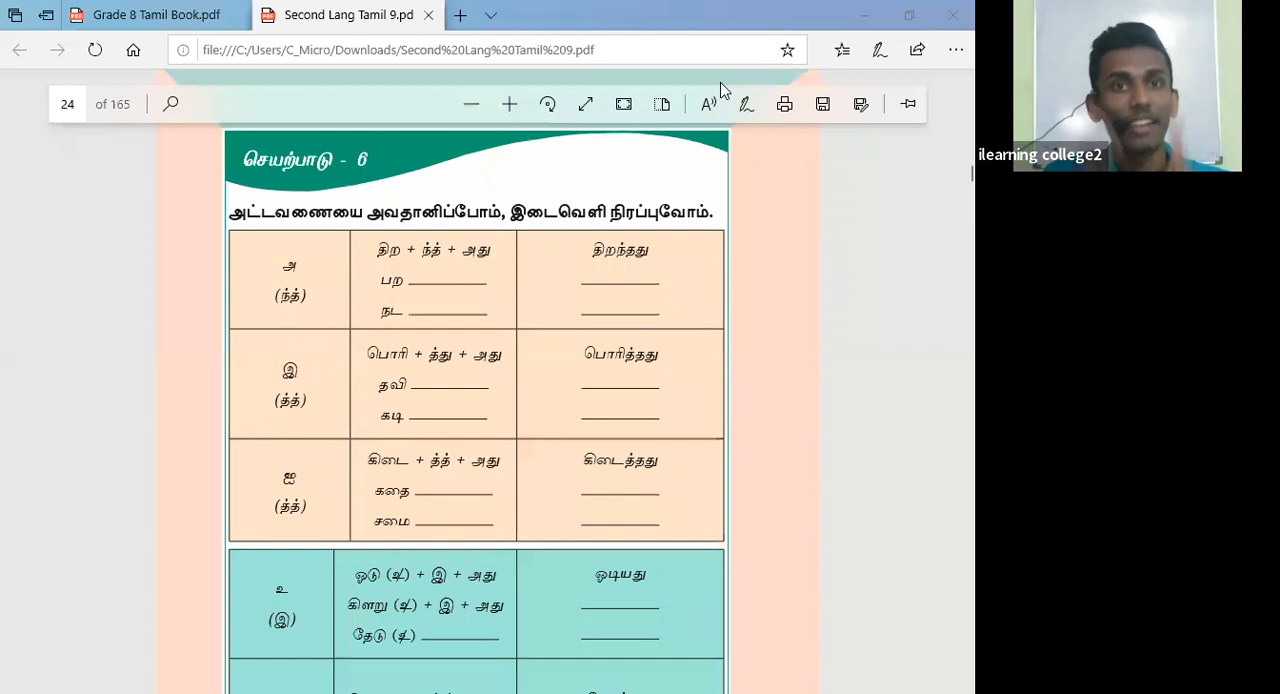 Grade 8 Tamil Book.pdf
Second Lang Tamil 9.pd
file:///C:/Users/C_Micro/Downloads/Second%20Lang%20Tamil%209.pdf
24 of 165
ilearning college2
செயற்பாடு - 6
அட்டவணையை அவதானிப்போம், இடைவெளி நிரப்புவோம்.
அ
(ந்த்)
திற + ந்த் + அது
திறந்தது
பற
நட
இ
(த்த்)
பொரி + த்து + அது
பொரித்தது
தவி
கடி
ஐ
(த்த்)
கிடை + த்த் + அது
கிடைத்தது
கதை
சமை
உ
(இ)
ஓடு (உ) + இ + அது
ஓடியது
கிளறு (உ) + இ + அது
தேடு (உ)